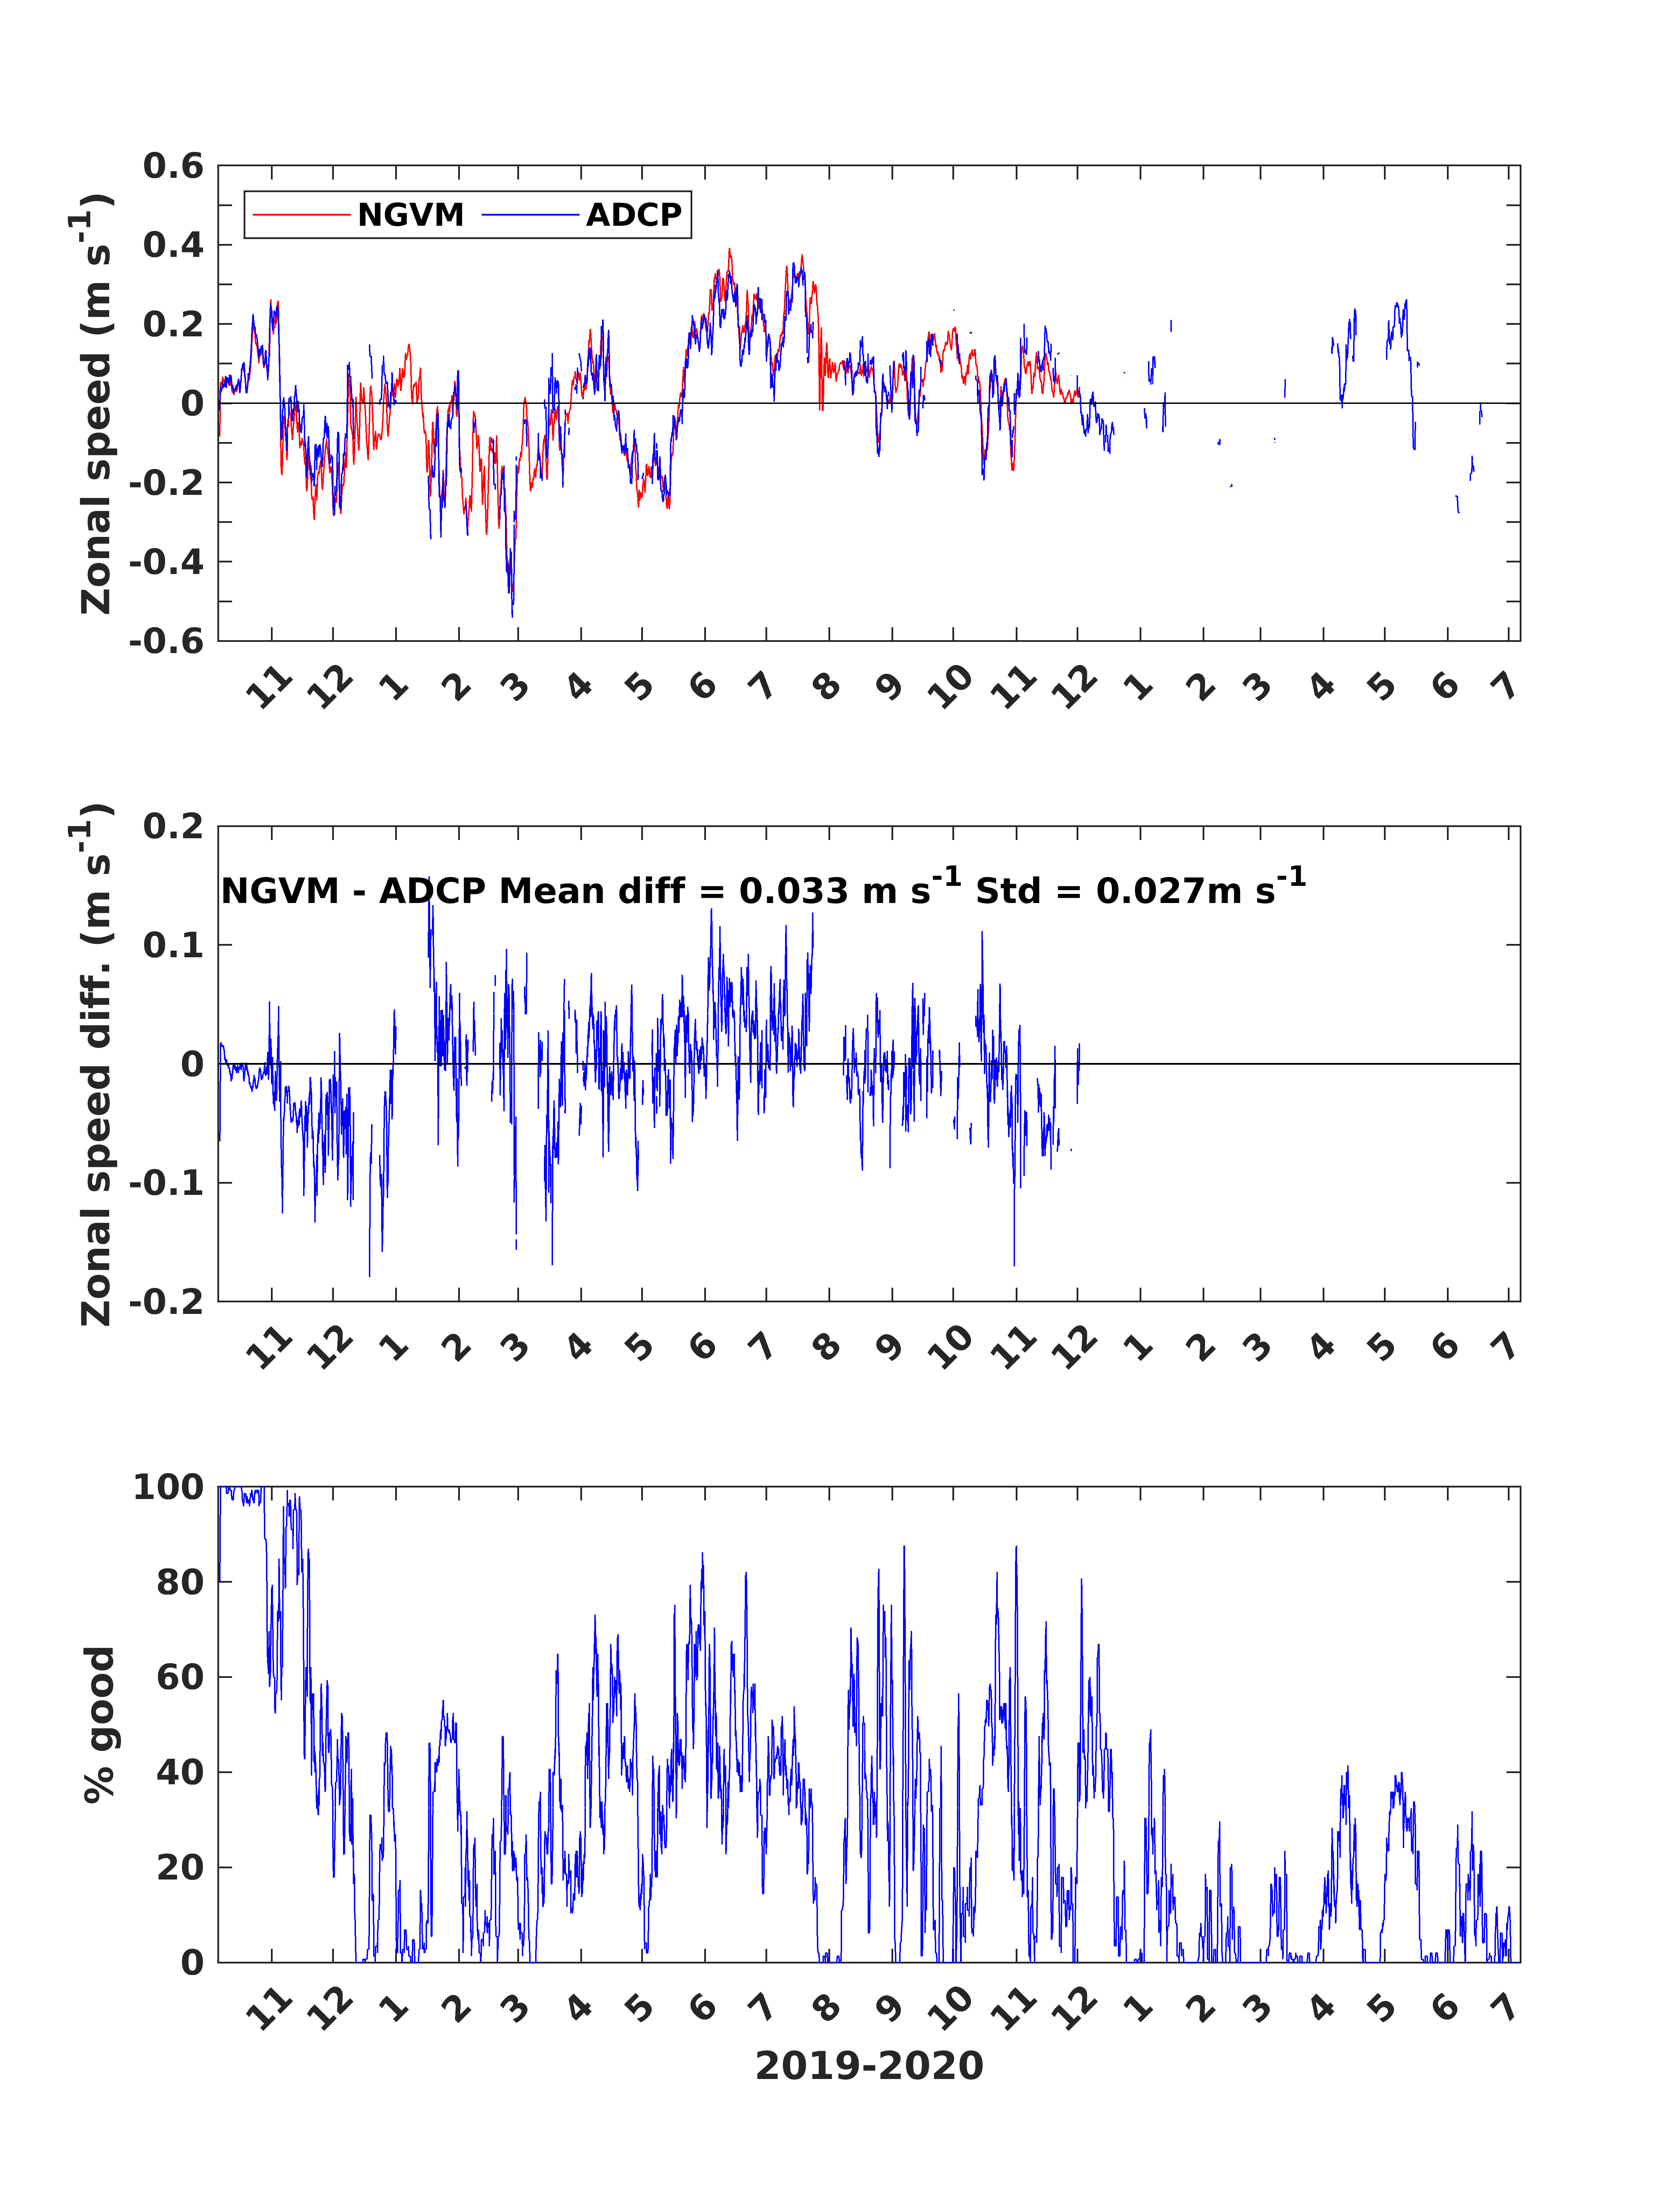 0.6
0.4
0.2
0
-0.2
-0.4
-0.6
Zonal speed (m s-1)
NGVM ADCP
11 12 1 2 3 4 5 6 7 8 9 10 11 12 1 2 3 4 5 6 7
0.2
0.1
0
-0.1
-0.2
Zonal speed diff. (m s-1)
NGVM - ADCP Mean diff = 0.033 m s-1 Std = 0.027m s-1
11 12 1 2 3 4 5 6 7 8 9 10 11 12 1 2 3 4 5 6 7
100
80
60
40
20
0
% good
11 12 1 2 3 4 5 6 7 8 9 10 11 12 1 2 3 4 5 6 7
2019-2020